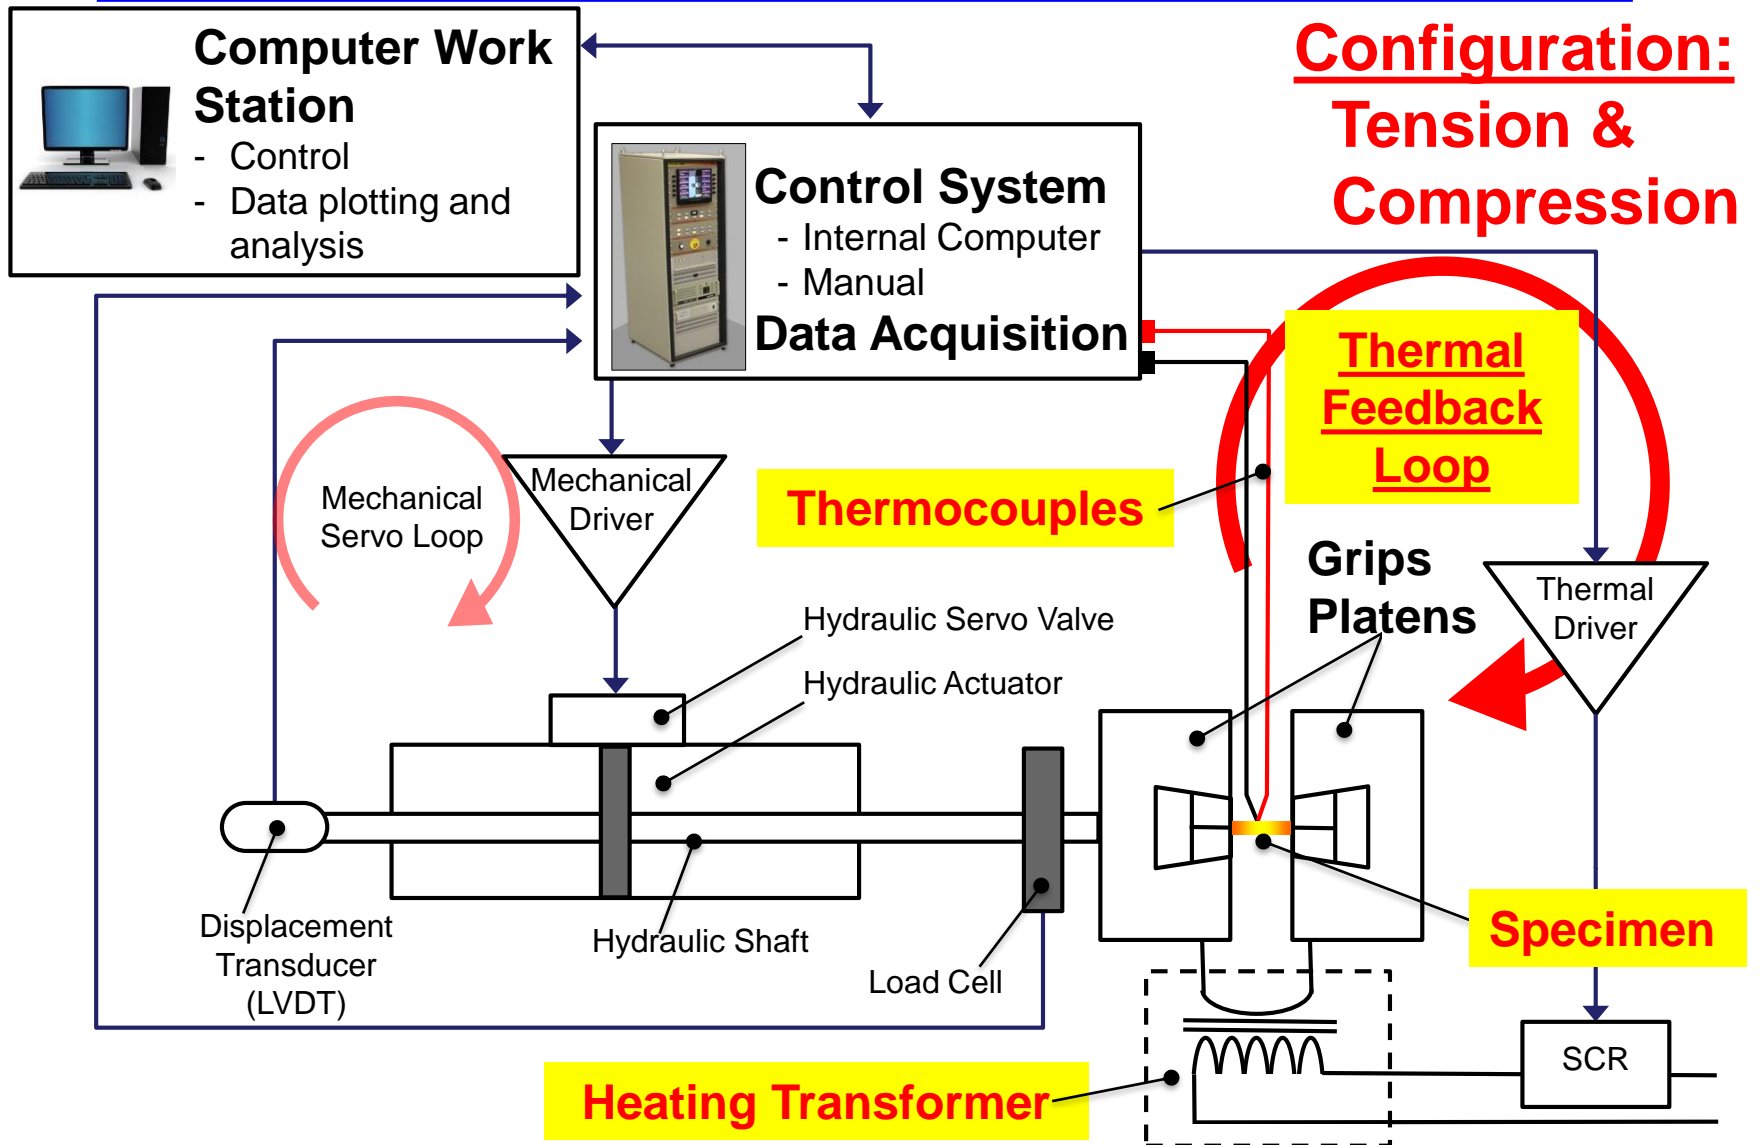 Computer Work
Station
- Control
- Data plotting and
analysis
Configuration:
Tension &
Compression
Control System
- Internal Computer
- Manual
Data Acquisition
Thermal
Feedback
Loop
Mechanical
Servo Loop
Mechanical
Driver
Thermocouples
Grips
Platens
Thermal
Driver
Hydraulic Servo Valve
Hydraulic Actuator
Displacement
Transducer
(LVDT)
Hydraulic Shaft
Load Cell
Specimen
SCR
Heating Transformer